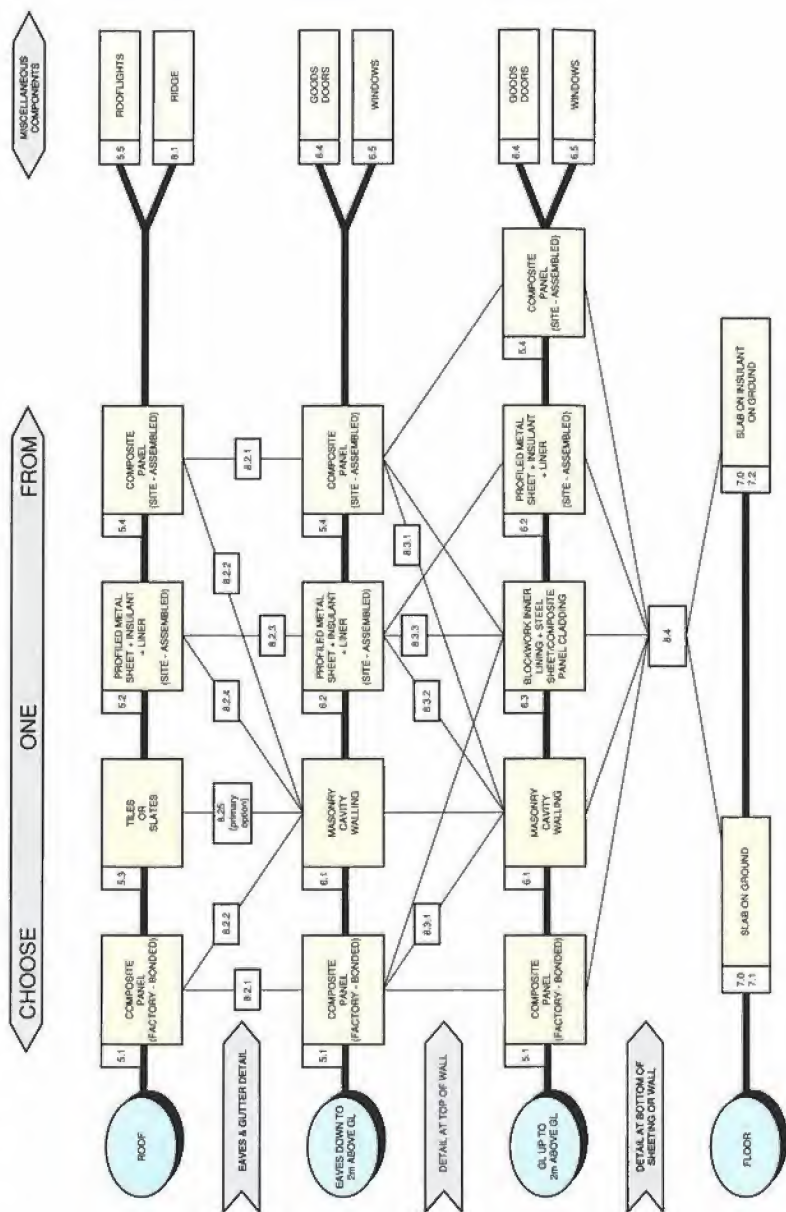 CHOOSE ONE FROM
MISCELLANEOUS
COMPONENTS
ROOF
5.1
COMPOSITE
PANEL
(FACTORY - BONDED)
5.3
TILES
OR
SLATES
5.2
PROFILED METAL
SHEET + INSULANT
+ LINER
(SITE - ASSEMBLED)
5.4
COMPOSITE
PANEL
(SITE - ASSEMBLED)
5.5
ROOFLIGHTS
8.1
RIDGE
EAVES & GUTTER DETAIL
8.2.1
8.2.2
8.25
(primary
option)
8.2.4
8.2.3
8.2.2
8.2.1
EAVES DOWN TO
2m ABOVE GL
5.1
COMPOSITE
PANEL
(FACTORY - BONDED)
6.1
MASONRY
CAVITY
WALLING
6.2
PROFILED METAL
SHEET + INSULANT
+ LINER
(SITE - ASSEMBLED)
5.4
COMPOSITE
PANEL
(SITE - ASSEMBLED)
6.4
GOODS
DOORS
6.5
WINDOWS
DETAIL AT TOP OF WALL
8.3.1
8.3.2
8.3.3
8.3.1
GL UP TO
2m ABOVE GL
5.1
COMPOSITE
PANEL
(FACTORY - BONDED)
6.1
MASONRY
CAVITY
WALLING
6.3
BLOCKWORK INNER
LINING + STEEL
SHEET/COMPOSITE
PANEL CLADDING
6.2
PROFILED METAL
SHEET + INSULANT
+ LINER
(SITE - ASSEMBLED)
5.4
COMPOSITE
PANEL
(SITE - ASSEMBLED)
6.4
GOODS
DOORS
6.5
WINDOWS
DETAIL AT BOTTOM OF
SHEETING OR WALL
8.4
FLOOR
7.0
7.1
SLAB ON GROUND
7.0
7.2
SLAB ON INSULANT
ON GROUND